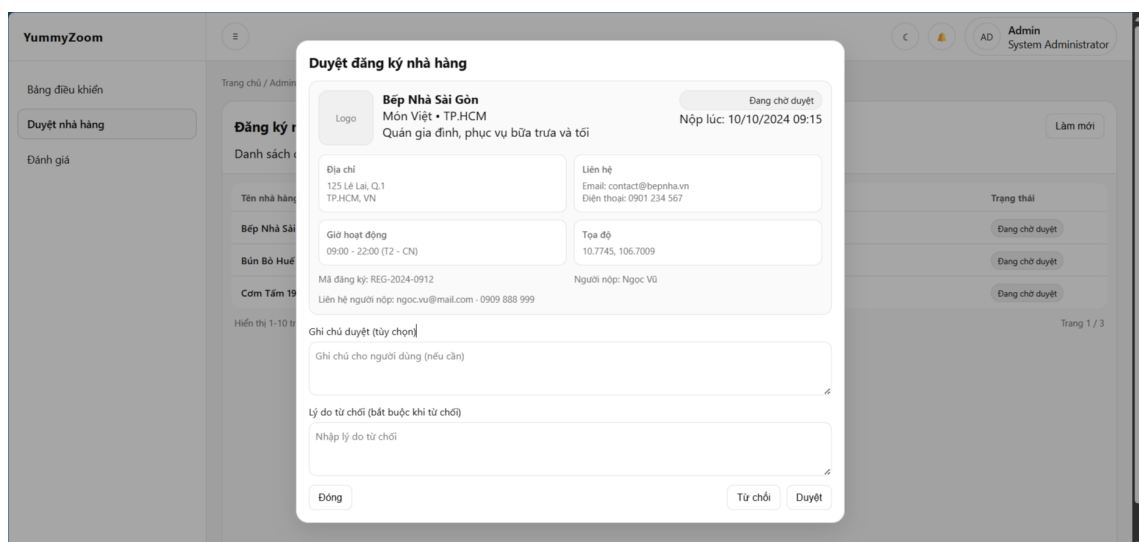 YummyZoom
AD
Admin
System Administrator
Bảng điều khiển
Duyệt nhà hàng
Đánh giá
Trang chủ / Admin
Đăng ký
Danh sách
Làm mới
Tên nhà hàng
Trạng thái
Bếp Nhà Sài
Đang chờ duyệt
Bún Bò Huế
Đang chờ duyệt
Cơm Tấm 19
Đang chờ duyệt
Hiển thị 1-10
Trang 1 / 3
Duyệt đăng ký nhà hàng
Logo
Bếp Nhà Sài Gòn
Món Việt • TP.HCM
Quán gia đình, phục vụ bữa trưa và tối
Đang chờ duyệt
Nộp lúc: 10/10/2024 09:15
Địa chỉ
125 Lê Lai, Q.1
TP.HCM, VN
Liên hệ
Email: contact@bepnha.vn
Điện thoại: 0901 234 567
Giờ hoạt động
09:00 - 22:00 (T2 - CN)
Tọa độ
10.7745, 106.7009
Mã đăng ký: REG-2024-0912
Người nộp: Ngọc Vũ
Liên hệ người nộp: ngoc.vu@mail.com · 0909 888 999
Ghi chú duyệt (tùy chọn)
Ghi chú cho người dùng (nếu cần)
Lý do từ chối (bắt buộc khi từ chối)
Nhập lý do từ chối
Đóng
Từ chối
Duyệt